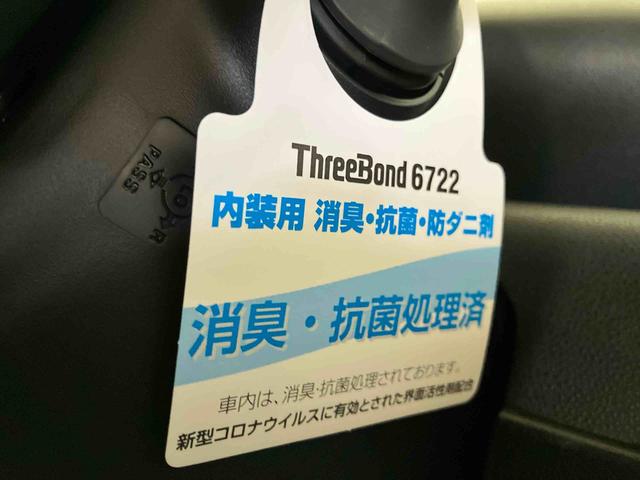 ThreeBond 6722
内装用 消臭・抗菌・防ダニ剤
消臭・抗菌処理済
車内は、消臭・抗菌処理されております。
新型コロナウイルスに有効とされた界面活性剤配合
PASS